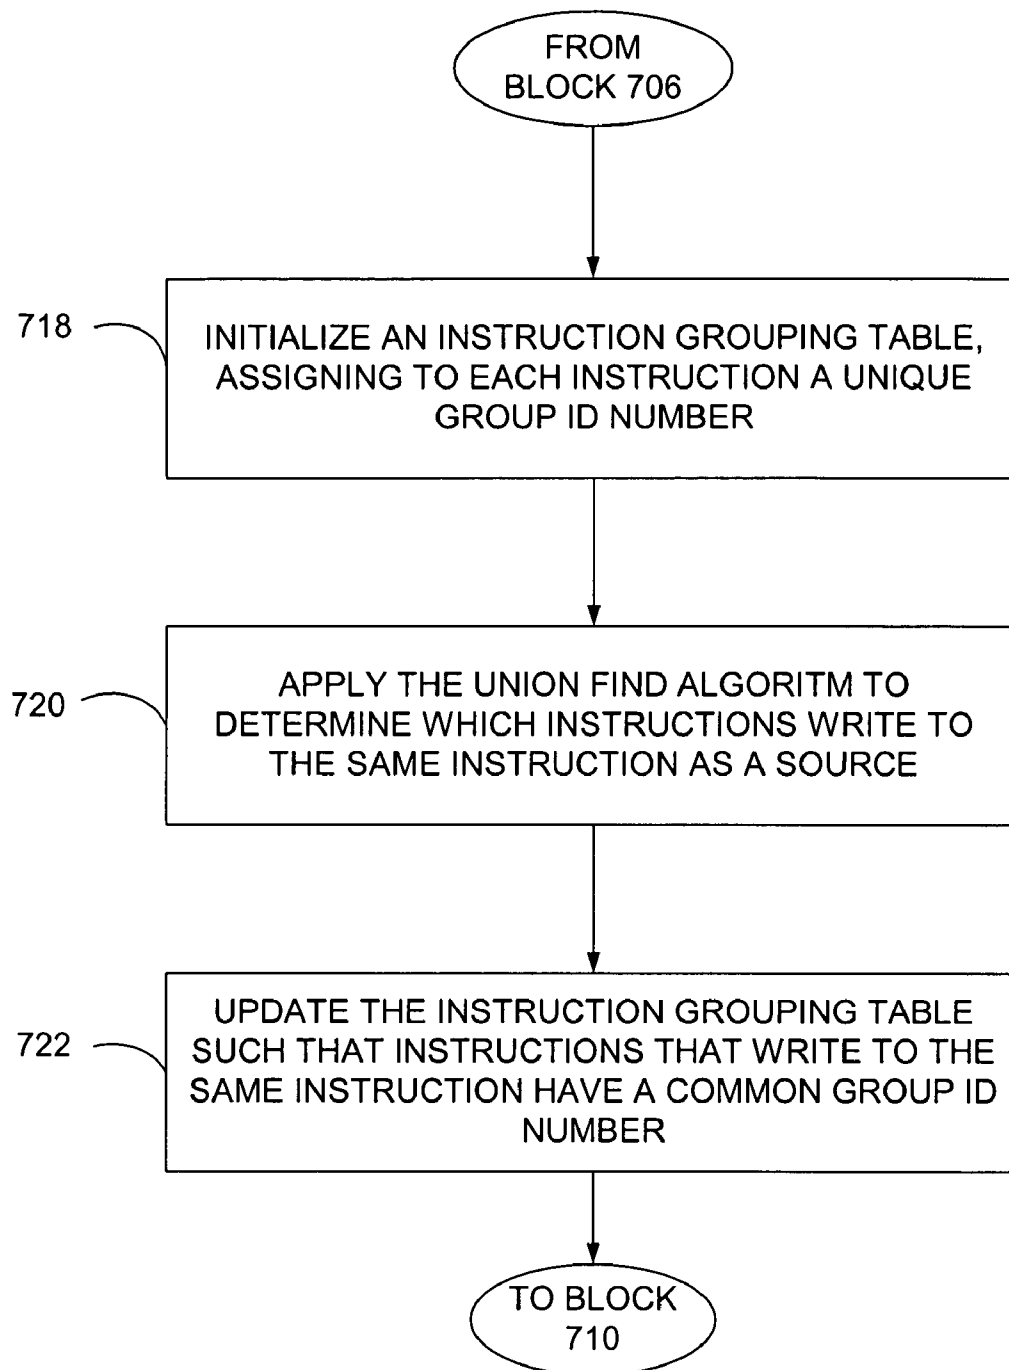 FROM
BLOCK 706
718
INITIALIZE AN INSTRUCTION GROUPING TABLE,
ASSIGNING TO EACH INSTRUCTION A UNIQUE
GROUP ID NUMBER
720
APPLY THE UNION FIND ALGORITM TO
DETERMINE WHICH INSTRUCTIONS WRITE TO
THE SAME INSTRUCTION AS A SOURCE
722
UPDATE THE INSTRUCTION GROUPING TABLE
SUCH THAT INSTRUCTIONS THAT WRITE TO THE
SAME INSTRUCTION HAVE A COMMON GROUP ID
NUMBER
TO BLOCK
710